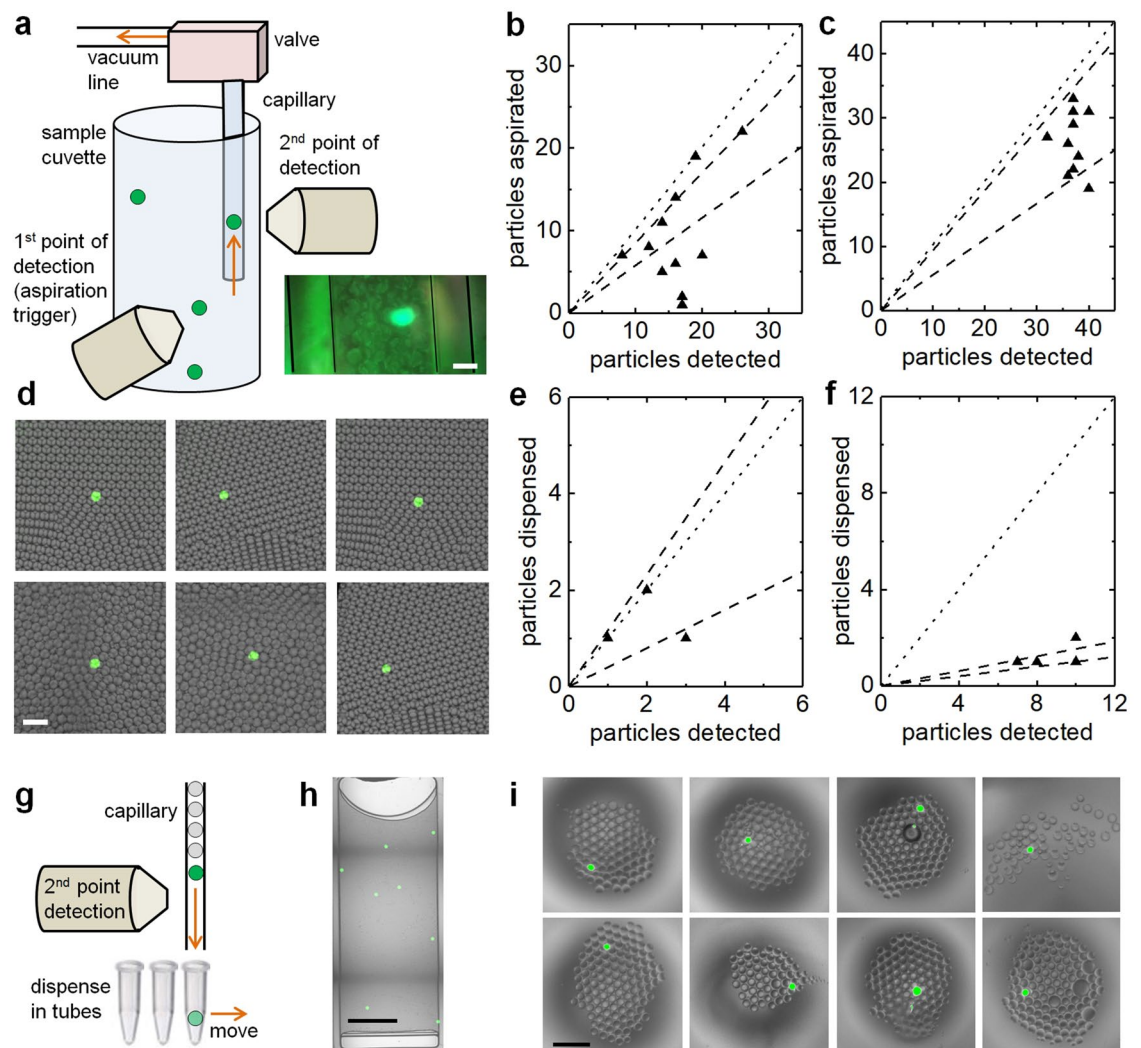 a
vacuum
line
valve
capillary
sample
cuvette
2nd point of
detection
1st point of
detection
(aspiration
trigger)
b
particles aspirated
30
20
10
0
0 10 20 30
particles detected
c
particles aspirated
40
30
20
10
0
0 10 20 30 40
particles detected
d
e
particles dispensed
6
4
2
0
0 2 4 6
particles detected
f
particles dispensed
12
8
4
0
0 4 8 12
particles detected
g
capillary
2nd point
detection
dispense
in tubes
move
h
i